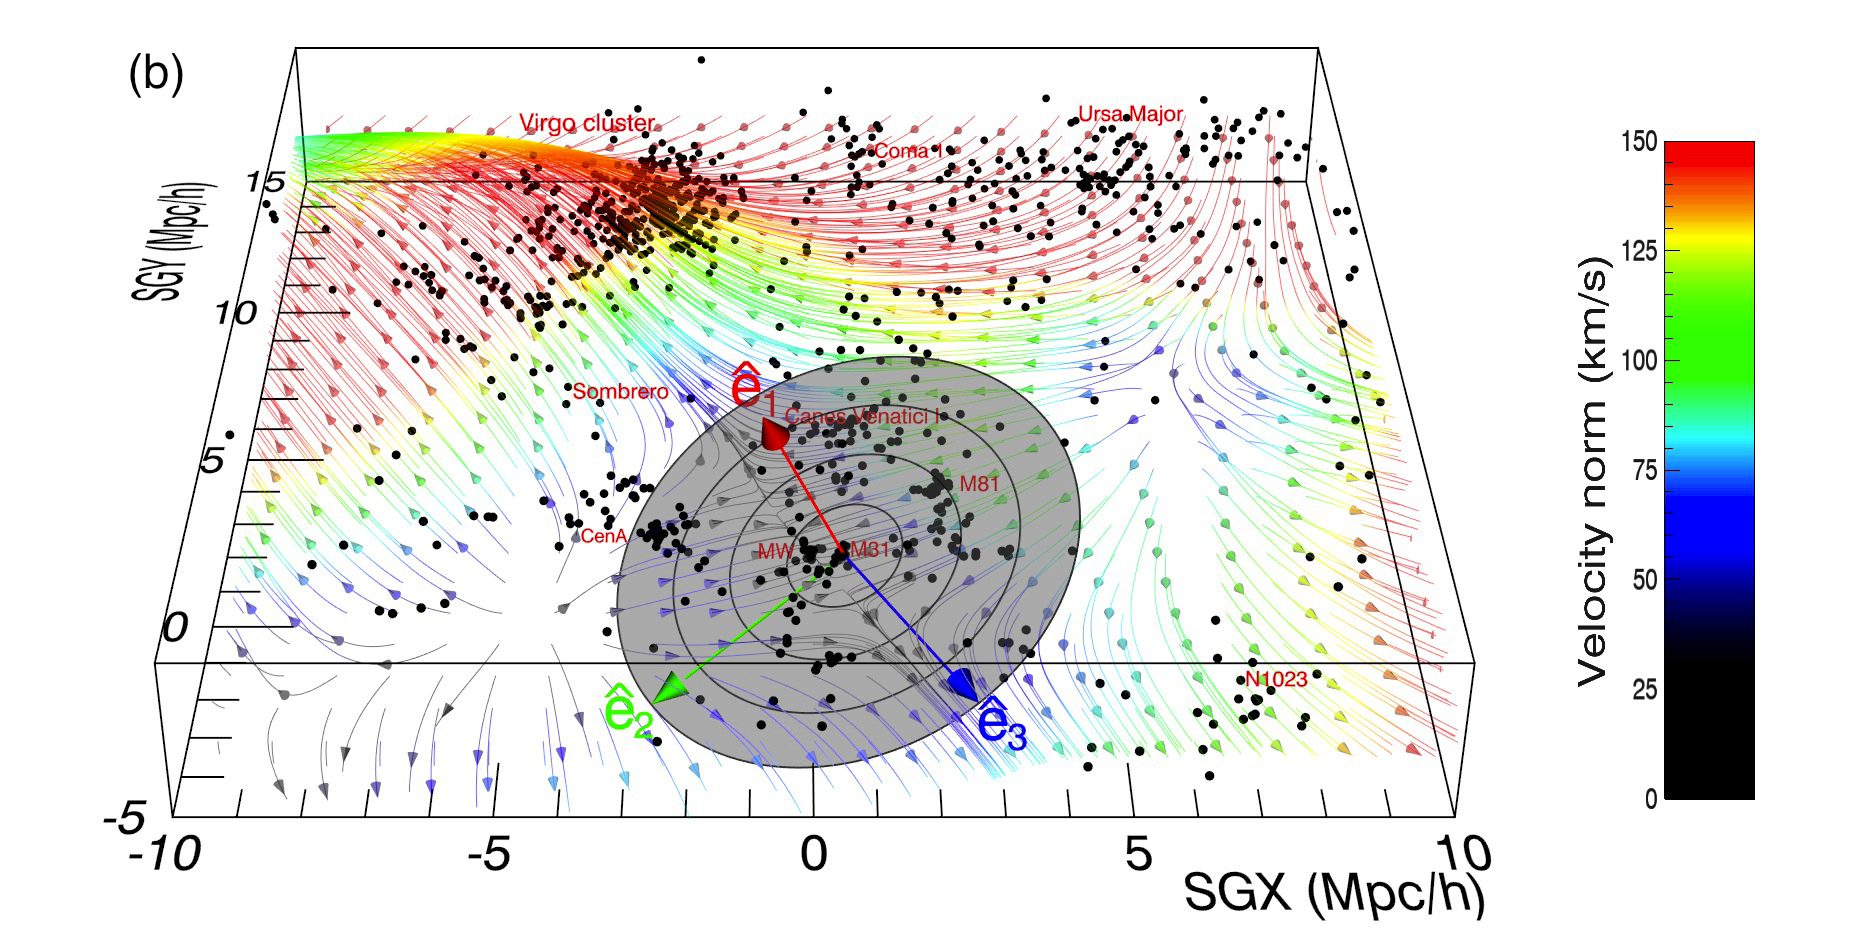 (b)
Virgo cluster
Ursa Major
Coma I
SGY (Mpc/h)
15
10
5
0
-5
Sombrero
ê1
Canes Venatici I
M81
CenA
MW
M31
N1023
ê2
ê3
-10
-5
0
5
10
SGX (Mpc/h)
Velocity norm (km/s)
150
125
100
75
50
25
0